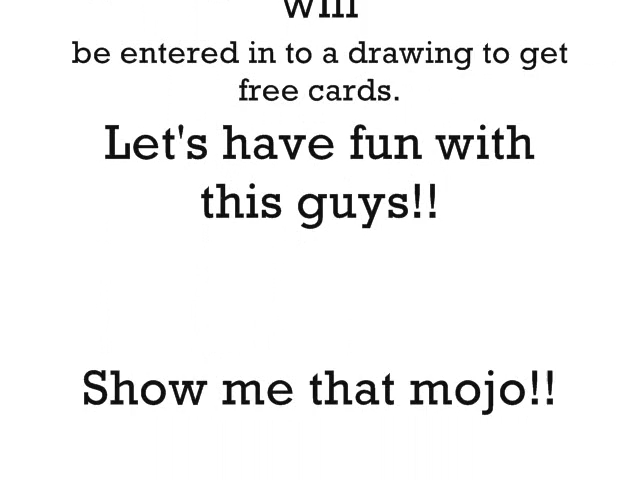 will
be entered in to a drawing to get
free cards.
Let's have fun with
this guys!!
Show me that mojo!!